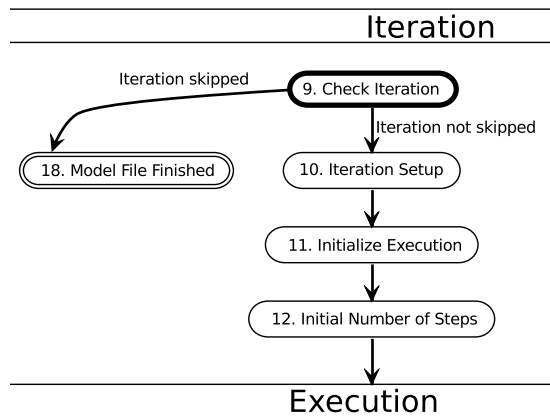 Iteration
Iteration skipped
9. Check Iteration
Iteration not skipped
18. Model File Finished
10. Iteration Setup
11. Initialize Execution
12. Initial Number of Steps
Execution